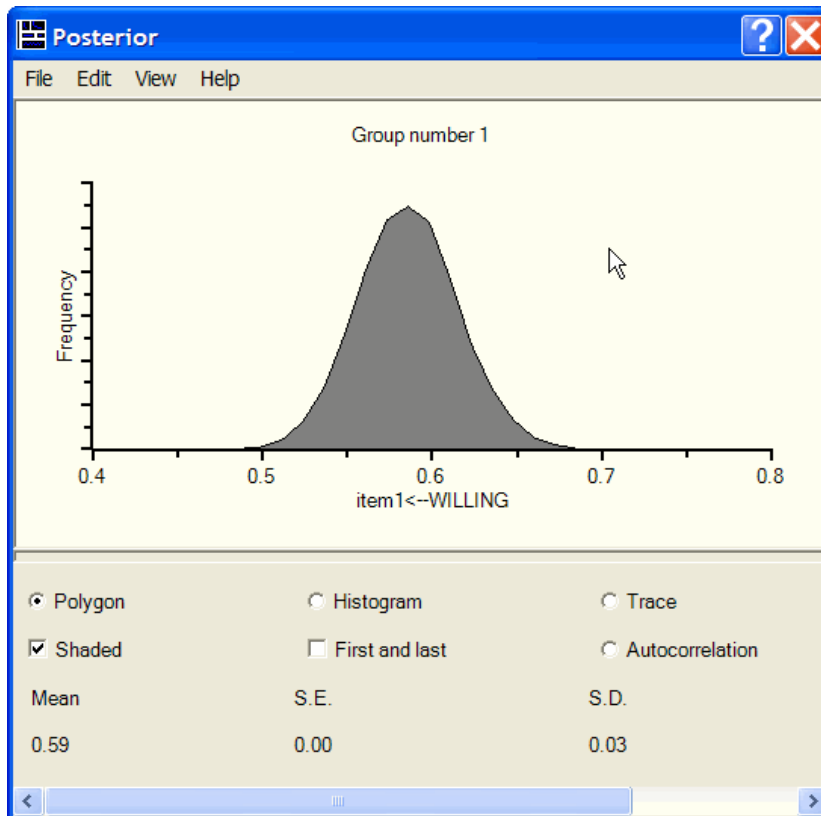 Posterior
File Edit View Help
Group number 1
Frequency
0.4 0.5 0.6 0.7 0.8
item1<--WILLING
Polygon Histogram Trace
Shaded First and last Autocorrelation
Mean S.E. S.D.
0.59 0.00 0.03